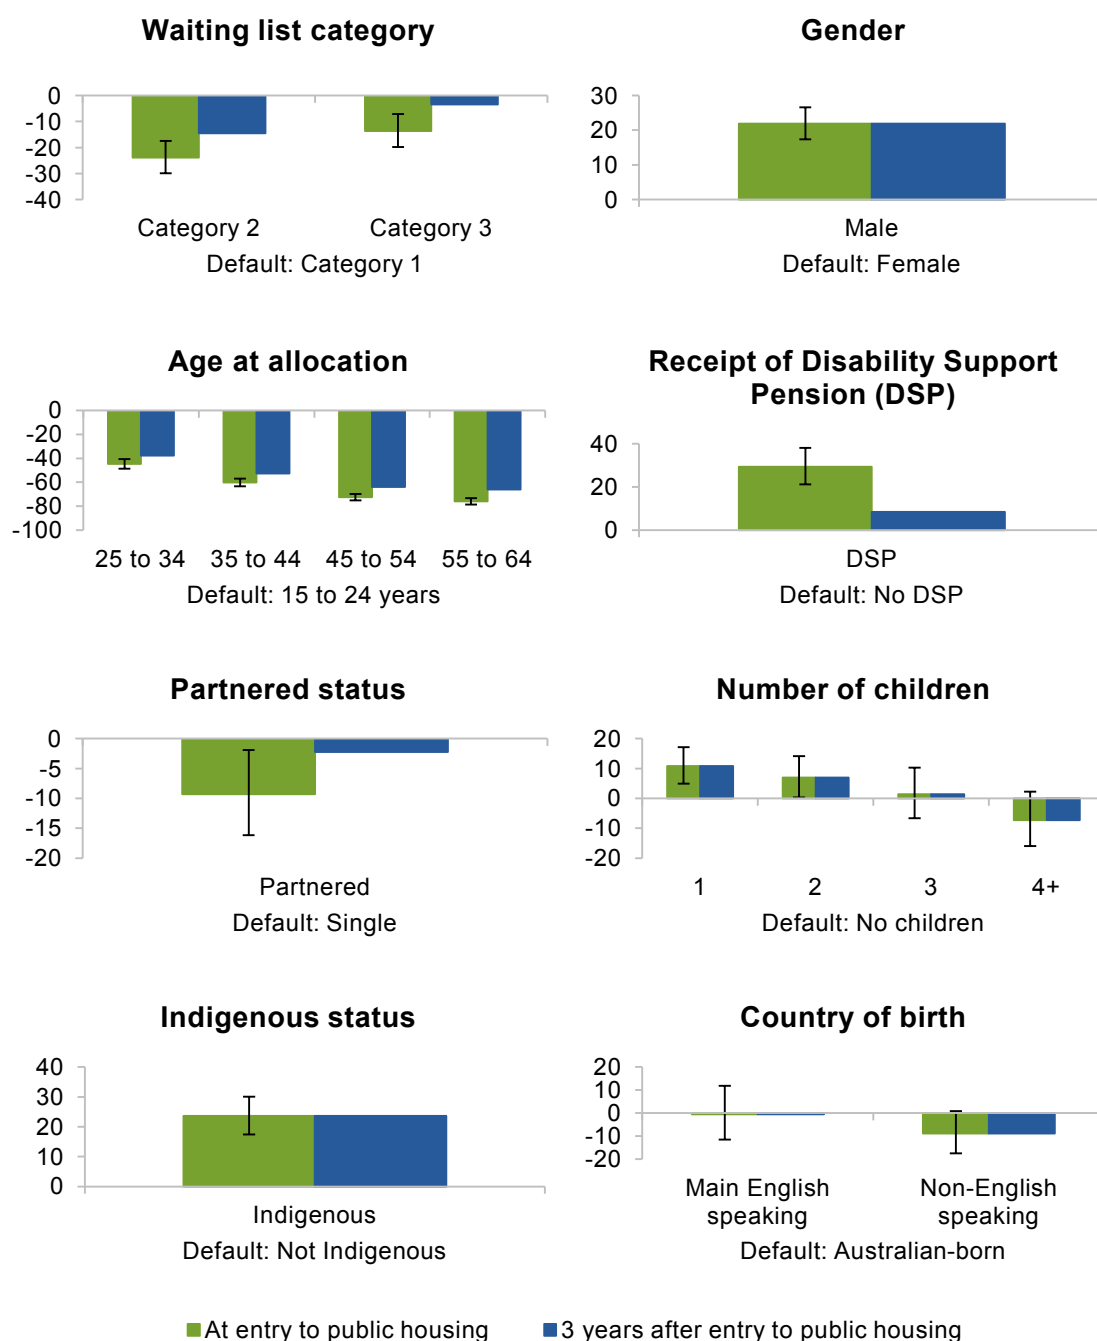 Waiting list category
0
-10
-20
-30
-40
Category 2 Category 3
Default: Category 1
Gender
30
20
10
0
Male
Default: Female
Age at allocation
0
-20
-40
-60
-80
-100
25 to 34 35 to 44 45 to 54 55 to 64
Default: 15 to 24 years
Receipt of Disability Support
Pension (DSP)
40
20
0
DSP
Default: No DSP
Partnered status
0
-5
-10
-15
-20
Partnered
Default: Single
Number of children
20
10
0
-10
-20
1 2 3 4+
Default: No children
Indigenous status
40
30
20
10
0
Indigenous
Default: Not Indigenous
Country of birth
20
10
0
-10
-20
Main English Non-English
speaking speaking
Default: Australian-born
At entry to public housing 3 years after entry to public housing